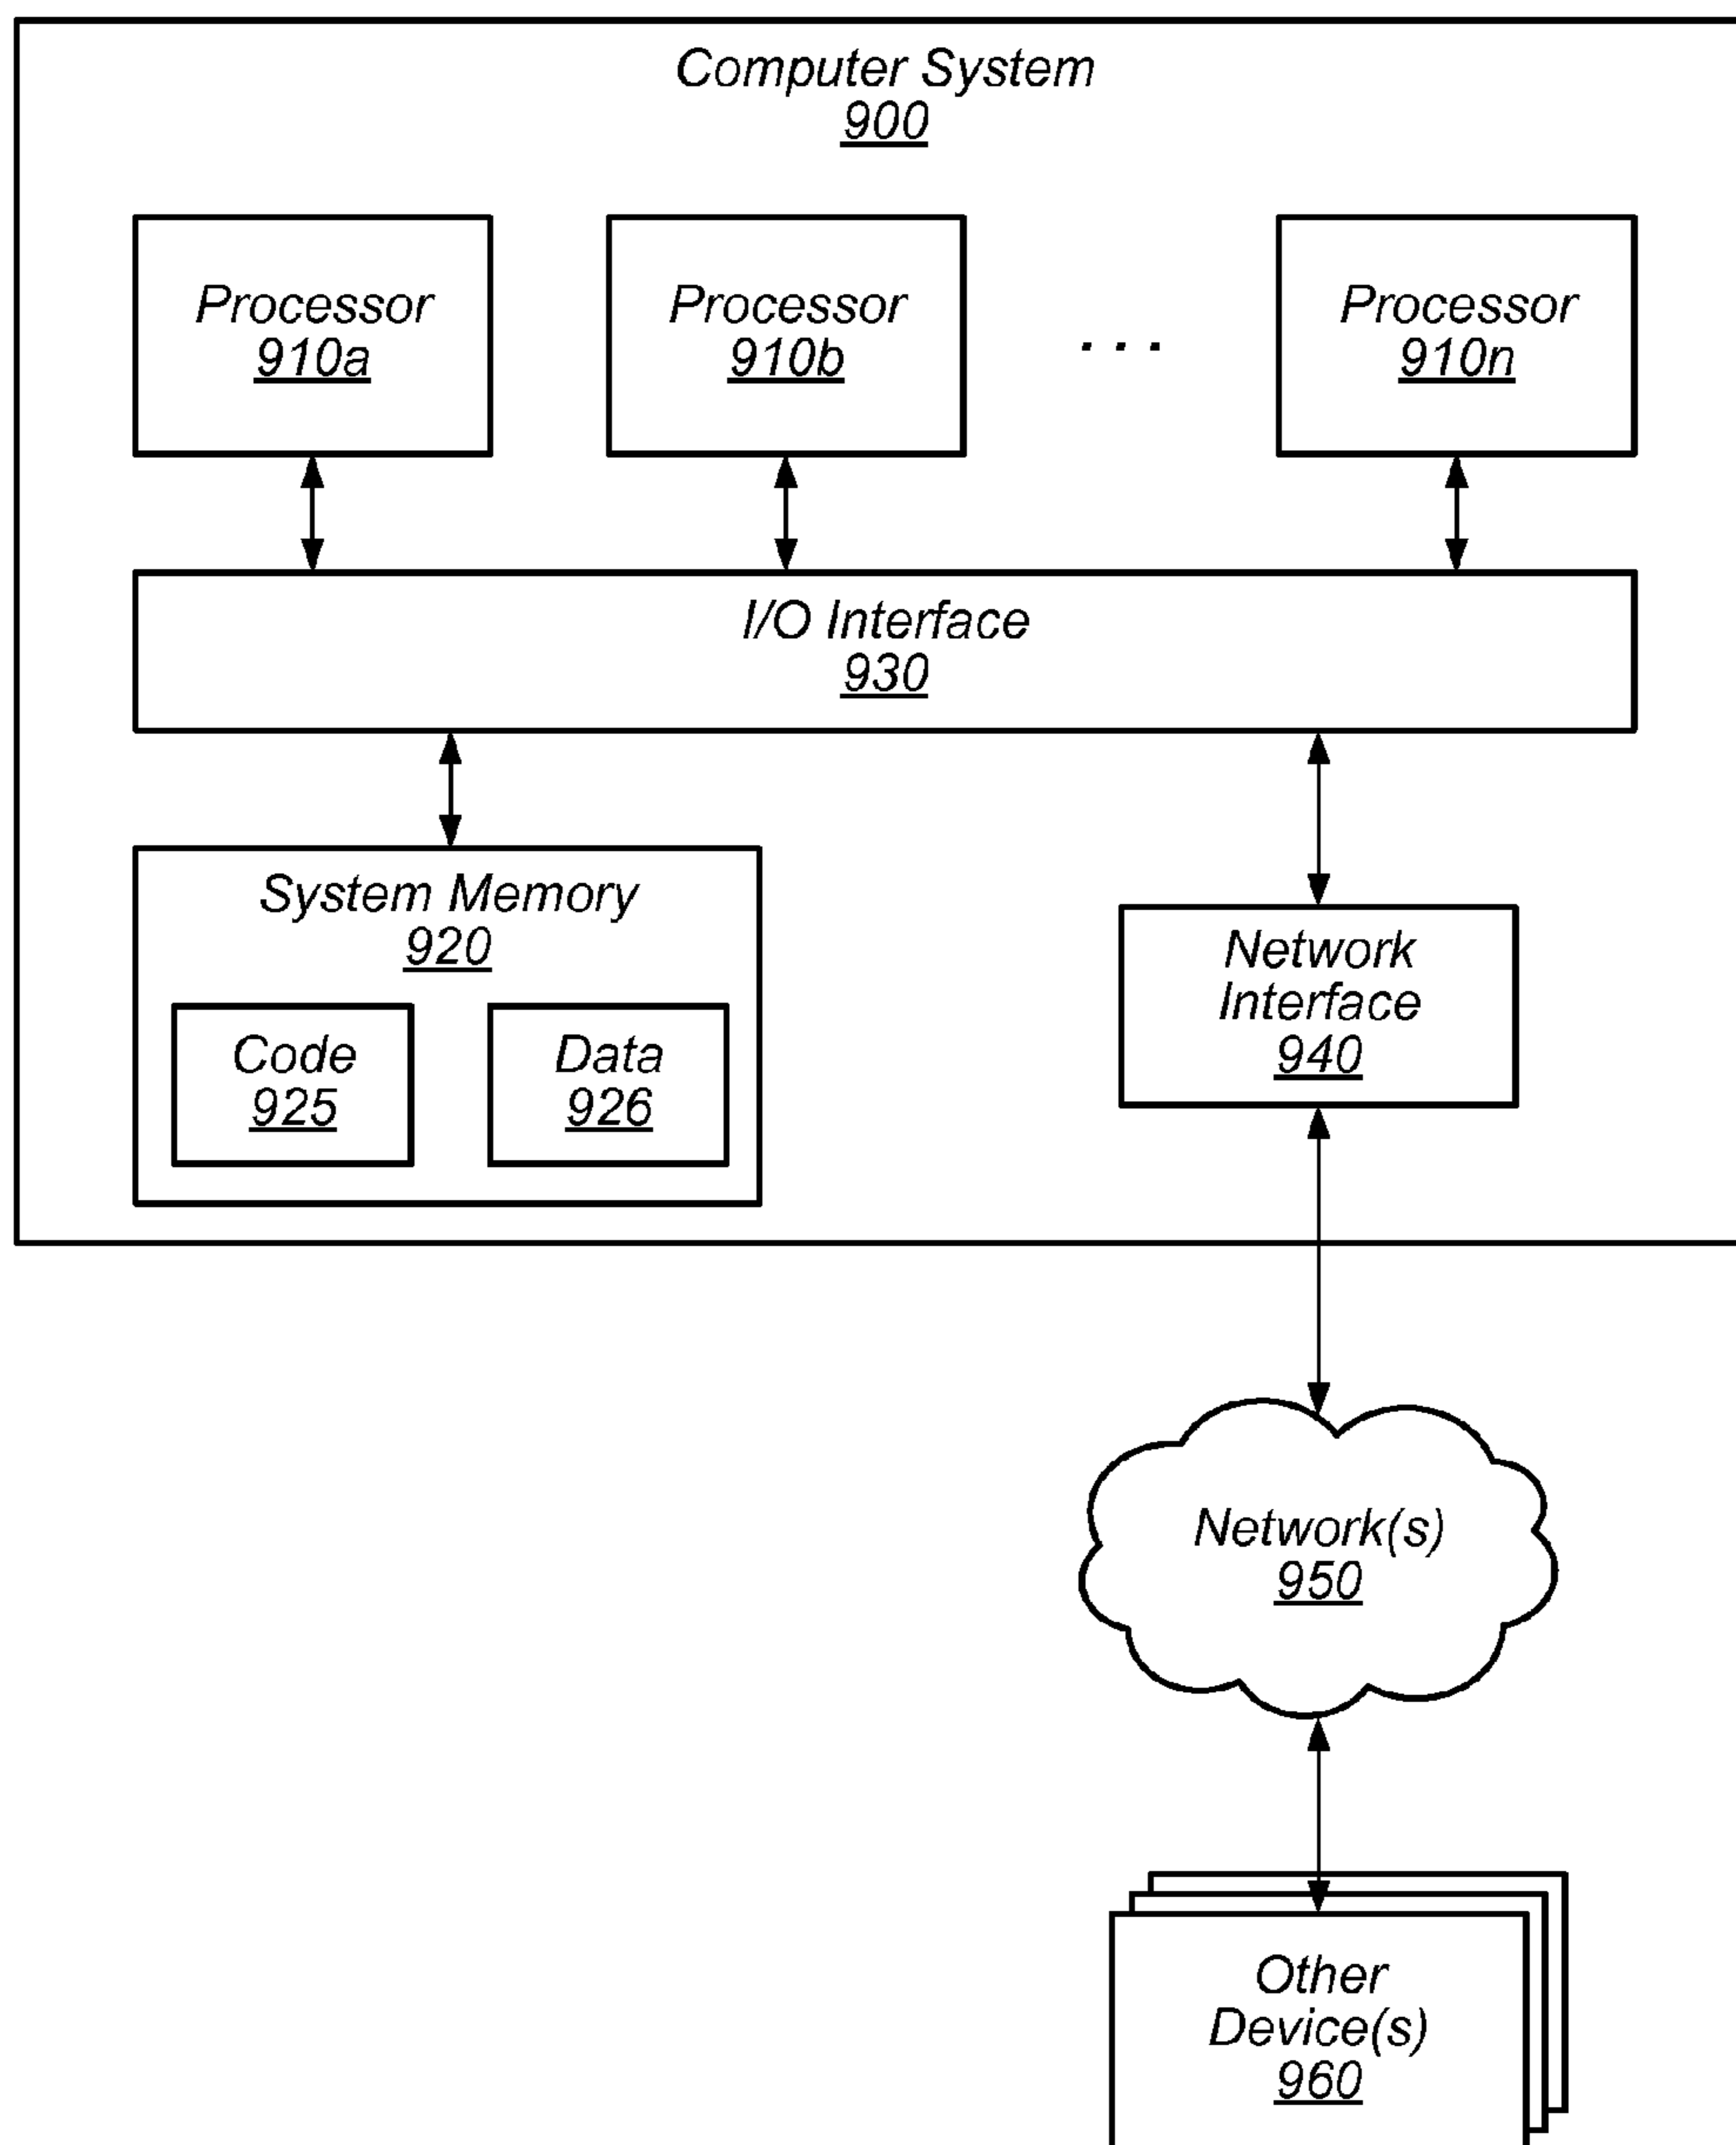 Computer System
900
Processor
910a
Processor
910b
. . .
Processor
910n
I/O Interface
930
System Memory
920
Code
925
Data
926
Network
Interface
940
Network(s)
950
Other
Device(s)
960